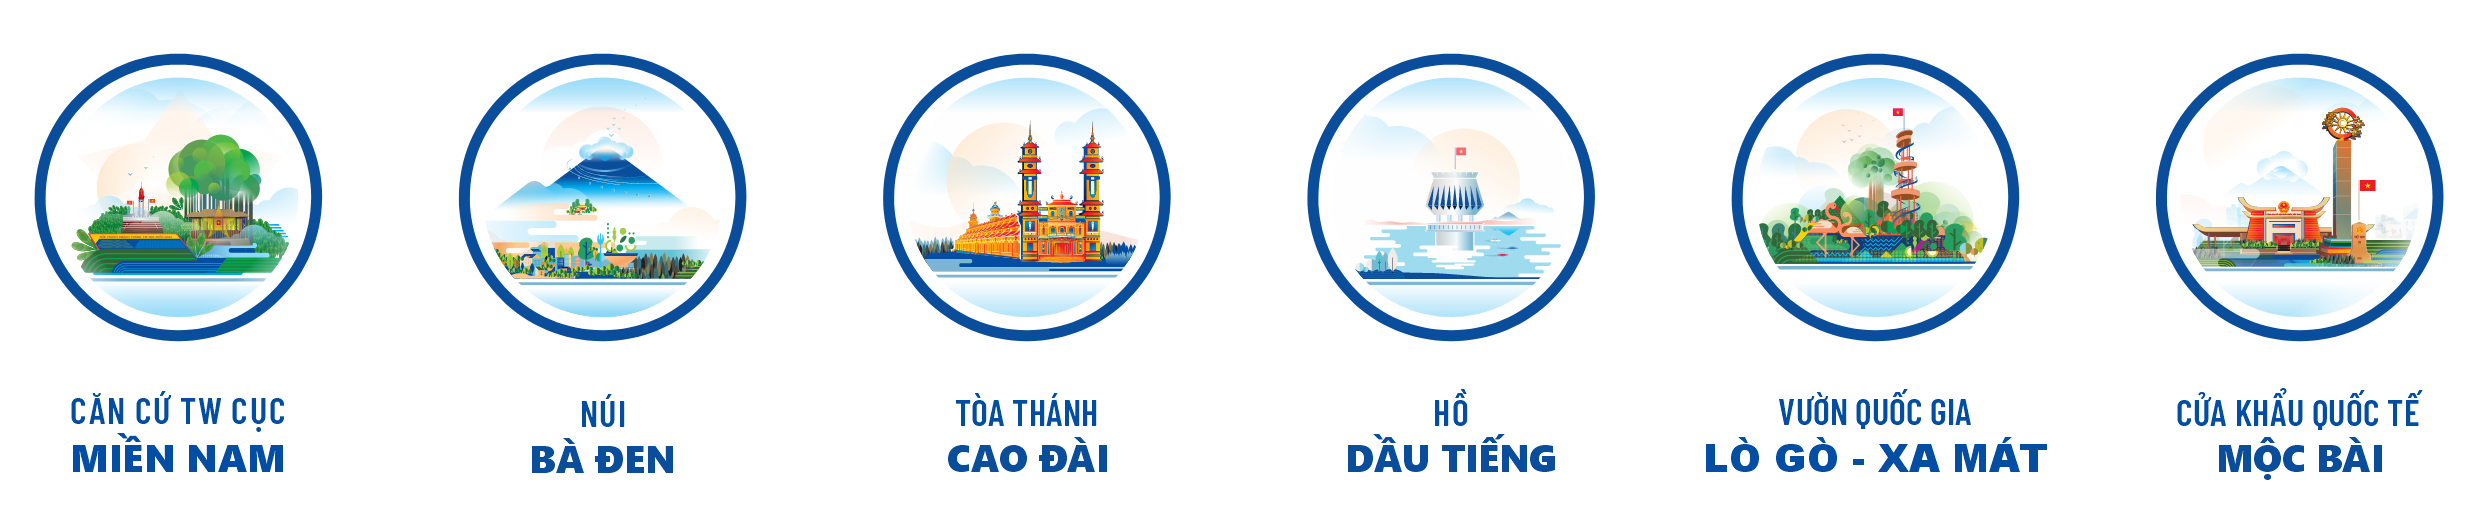 CĂN CỨ TW CỤC
MIỀN NAM
NÚI
BÀ ĐEN
TÒA THÁNH
CAO ĐÀI
HỒ
DẦU TIẾNG
VƯỜN QUỐC GIA
LÒ GÒ - XA MÁT
CỬA KHẨU QUỐC TẾ
MỘC BÀI